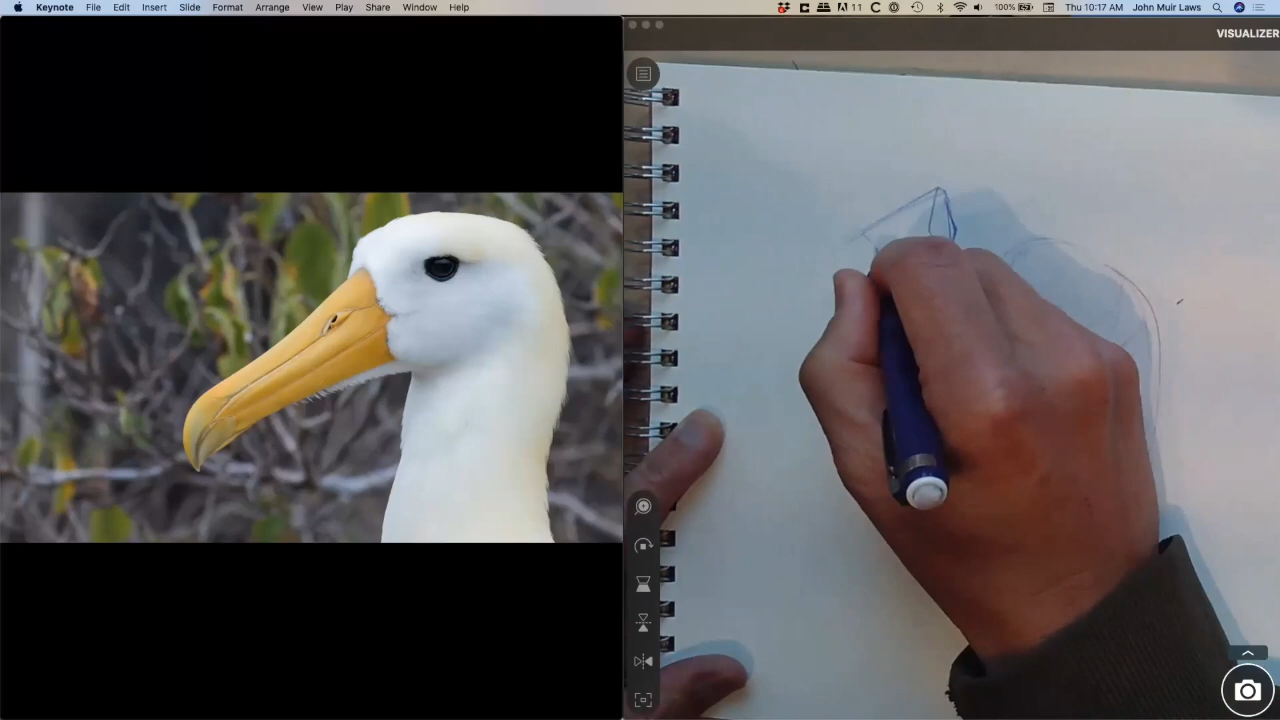 Keynote File Edit Insert Slide Format Arrange View Play Share Window Help 11 100% Thu 10:17 AM John Muir Laws
VISUALIZER